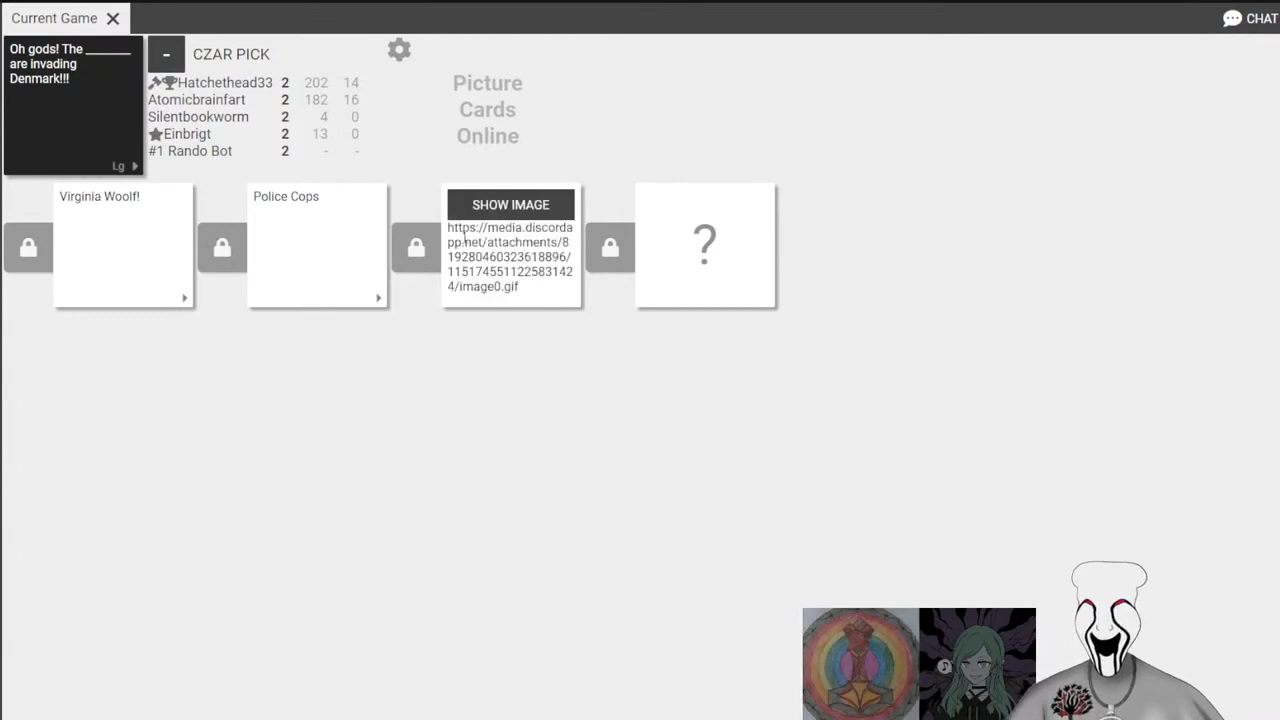 Current Game
CHAT
Oh gods! The _______
are invading
Denmark!!!
Lg
-
CZAR PICK
Hatchethead33 2 202 14
Atomicbrainfart 2 182 16
Silentbookworm 2 4 0
Einbrigt 2 13 0
#1 Rando Bot 2 - -
Picture
Cards
Online
Virginia Woolf!
Police Cops
SHOW IMAGE
https://media.discorda
pp.net/attachments/8
19280460323618896/
115174551122583142
4/image0.gif
?